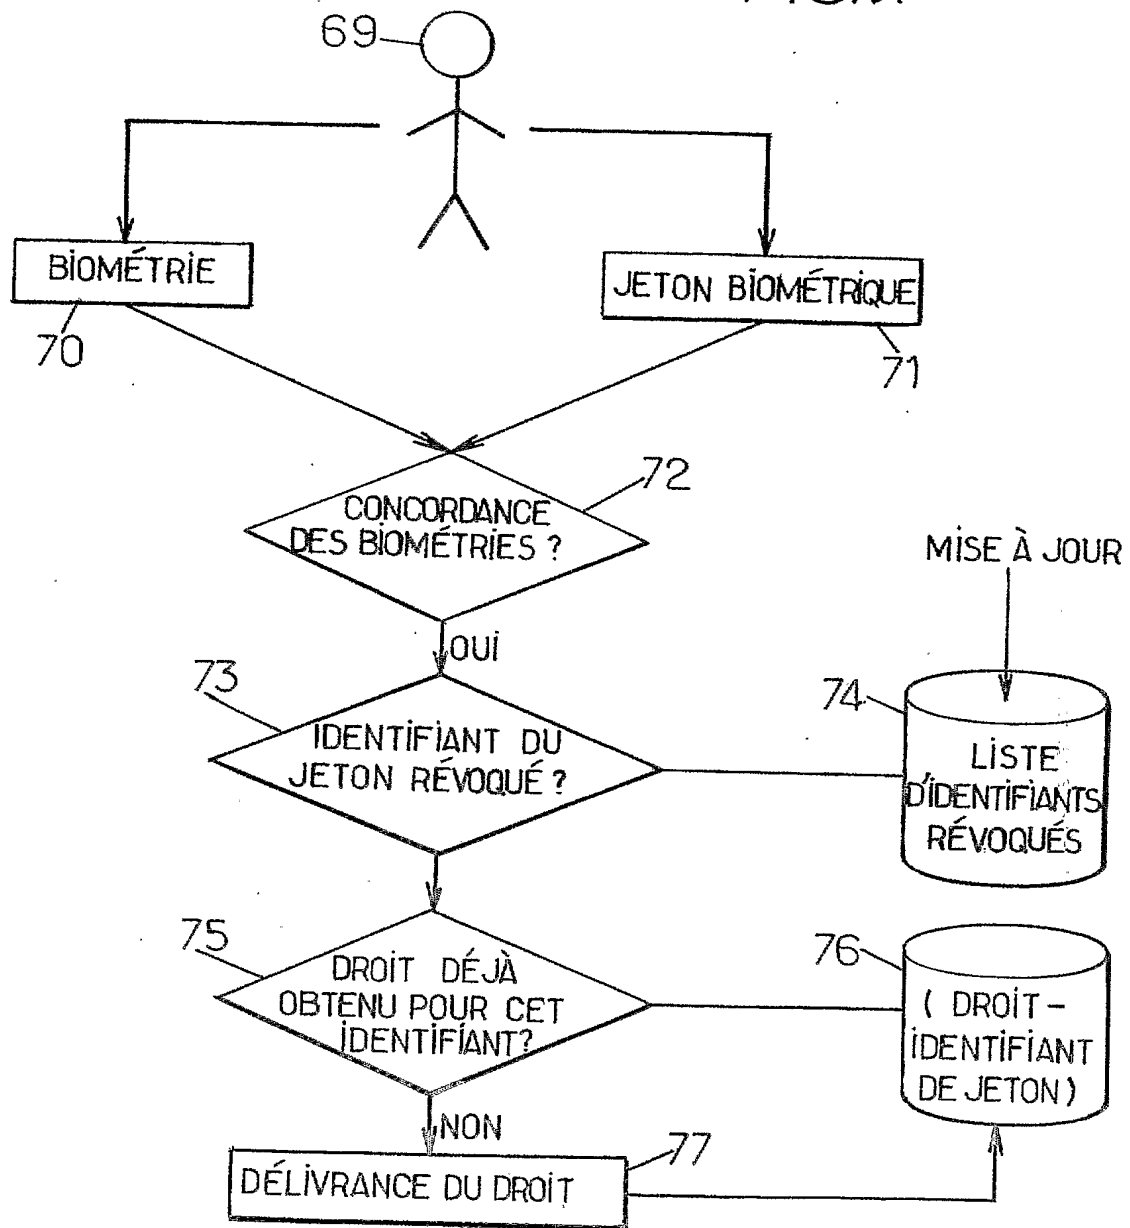 69
BIOMÉTRIE
JETON BIOMÉTRIQUE
70
71
72
CONCORDANCE
DES BIOMÉTRIES ?
MISE À JOUR
OUI
73
74
IDENTIFIANT DU
JETON RÉVOQUÉ ?
LISTE
D'IDENTIFIANTS
RÉVOQUÉS
75
76
DROIT DÉJÀ
OBTENU POUR CET
IDENTIFIANT?
( DROIT -
IDENTIFIANT
DE JETON )
NON
77
DÉLIVRANCE DU DROIT